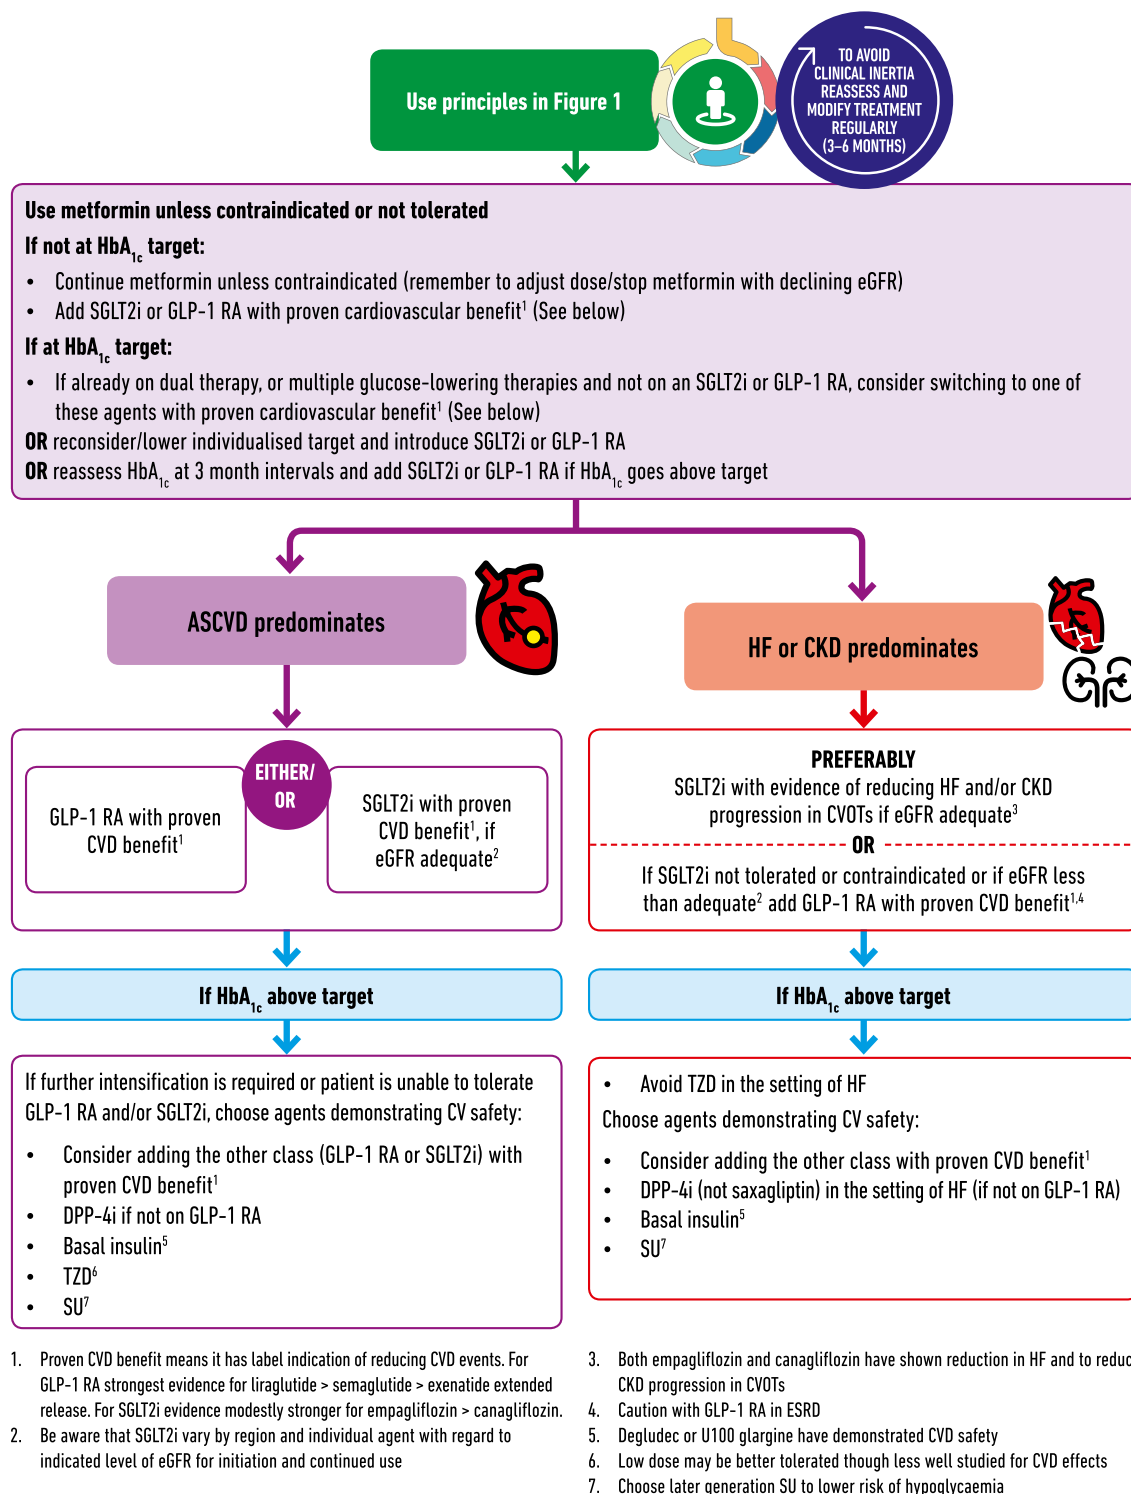 Use principles in Figure 1
TO AVOID
CLINICAL INERTIA
REASSESS AND
MODIFY TREATMENT
REGULARLY
(3–6 MONTHS)
Use metformin unless contraindicated or not tolerated
If not at HbA1c target:
• Continue metformin unless contraindicated (remember to adjust dose/stop metformin with declining eGFR)
• Add SGLT2i or GLP-1 RA with proven cardiovascular benefit¹ (See below)
If at HbA1c target:
• If already on dual therapy, or multiple glucose-lowering therapies and not on an SGLT2i or GLP-1 RA, consider switching to one of
these agents with proven cardiovascular benefit¹ (See below)
OR reconsider/lower individualised target and introduce SGLT2i or GLP-1 RA
OR reassess HbA1c at 3 month intervals and add SGLT2i or GLP-1 RA if HbA1c goes above target
ASCVD predominates
EITHER/
OR
GLP-1 RA with proven
CVD benefit¹
SGLT2i with proven
CVD benefit¹, if
eGFR adequate²
If HbA1c above target
If further intensification is required or patient is unable to tolerate
GLP-1 RA and/or SGLT2i, choose agents demonstrating CV safety:
• Consider adding the other class (GLP-1 RA or SGLT2i) with
proven CVD benefit¹
• DPP-4i if not on GLP-1 RA
• Basal insulin⁵
• TZD⁶
• SU⁷
HF or CKD predominates
PREFERABLY
SGLT2i with evidence of reducing HF and/or CKD
progression in CVOTs if eGFR adequate³
OR
If SGLT2i not tolerated or contraindicated or if eGFR less
than adequate² add GLP-1 RA with proven CVD benefit¹,⁴
If HbA1c above target
• Avoid TZD in the setting of HF
Choose agents demonstrating CV safety:
• Consider adding the other class with proven CVD benefit¹
• DPP-4i (not saxagliptin) in the setting of HF (if not on GLP-1 RA)
• Basal insulin⁵
• SU⁷
1. Proven CVD benefit means it has label indication of reducing CVD events. For
GLP-1 RA strongest evidence for liraglutide > semaglutide > exenatide extended
release. For SGLT2i evidence modestly stronger for empagliflozin > canagliflozin.
2. Be aware that SGLT2i vary by region and individual agent with regard to
indicated level of eGFR for initiation and continued use
3. Both empagliflozin and canagliflozin have shown reduction in HF and to reduc
CKD progression in CVOTs
4. Caution with GLP-1 RA in ESRD
5. Degludec or U100 glargine have demonstrated CVD safety
6. Low dose may be better tolerated though less well studied for CVD effects
7. Choose later generation SU to lower risk of hypoglycaemia